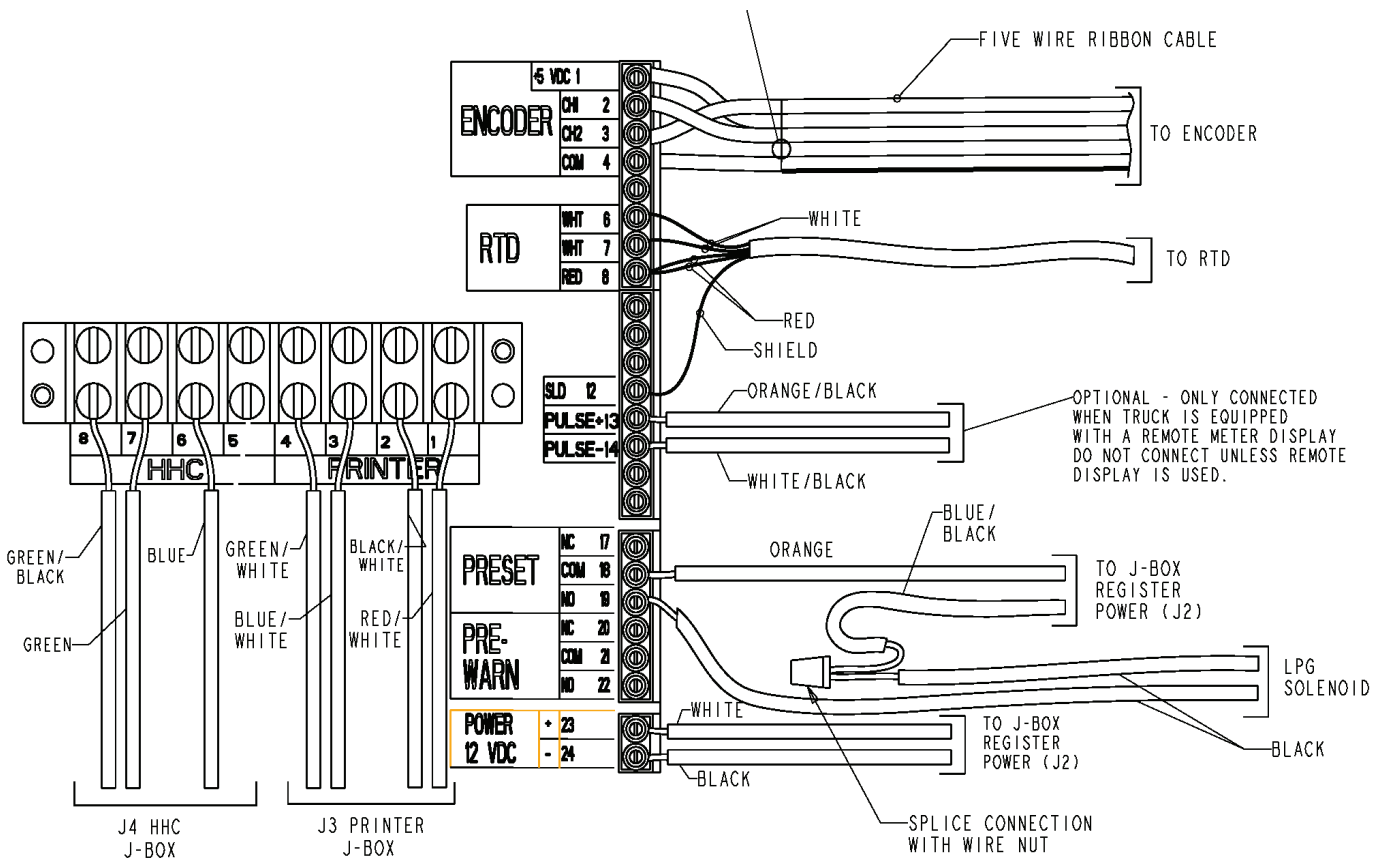 FIVE WIRE RIBBON CABLE
ENCODER
+5 VDC 1
CH1 2
CH2 3
COM 4
TO ENCODER
RTD
WHT 6
WHT 7
RED 8
WHITE
TO RTD
RED
SHIELD
SLD 12
PULSE+13
PULSE-14
ORANGE/BLACK
WHITE/BLACK
OPTIONAL - ONLY CONNECTED
WHEN TRUCK IS EQUIPPED
WITH A REMOTE METER DISPLAY
DO NOT CONNECT UNLESS REMOTE
DISPLAY IS USED.
8 7 6 5 4 3 2 1
HHC
PRINTER
GREEN/
BLACK
GREEN
BLUE
GREEN/
WHITE
BLUE/
WHITE
BLACK/
WHITE
RED/
WHITE
J4 HHC
J-BOX
J3 PRINTER
J-BOX
PRESET
NC 17
COM 18
NO 19
PRE-
WARN
NC 20
COM 21
NO 22
POWER
12 VDC
+ 23
- 24
ORANGE
BLUE/
BLACK
TO J-BOX
REGISTER
POWER (J2)
LPG
SOLENOID
BLACK
WHITE
BLACK
TO J-BOX
REGISTER
POWER (J2)
SPLICE CONNECTION
WITH WIRE NUT